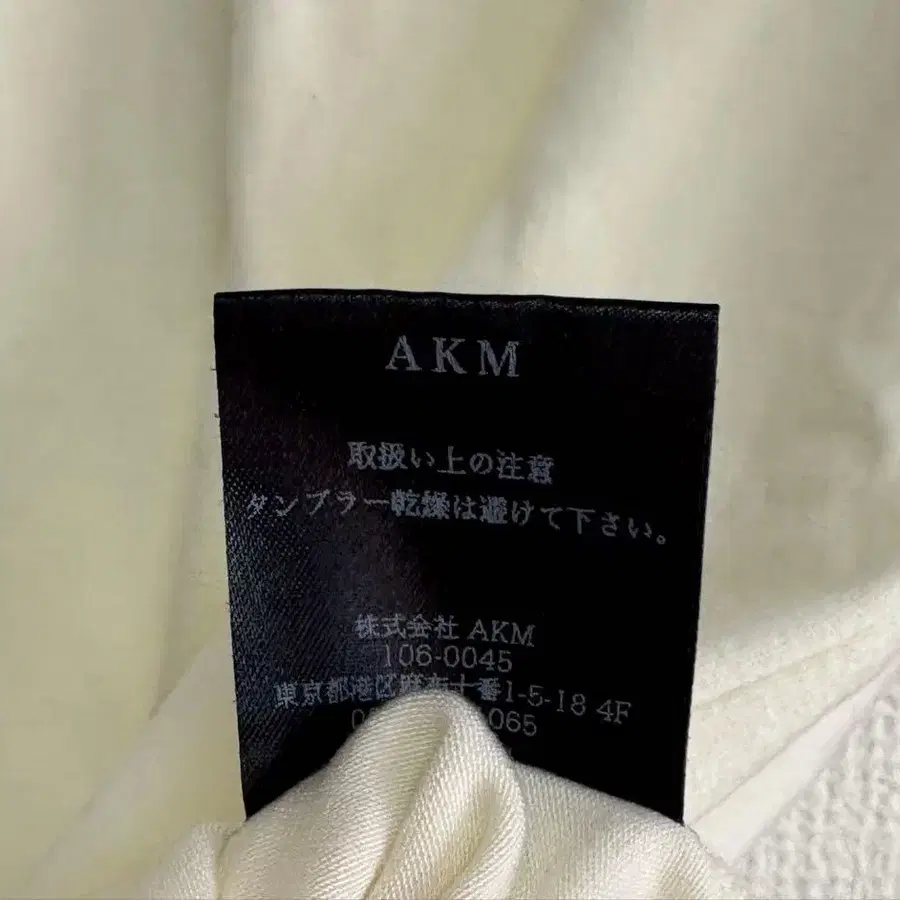 AKM
取扱い上の注意
タンブラー乾燥は避けて下さい。
株式会社 AKM
106-0045
東京都港区麻布十番1-5-18 4F
065